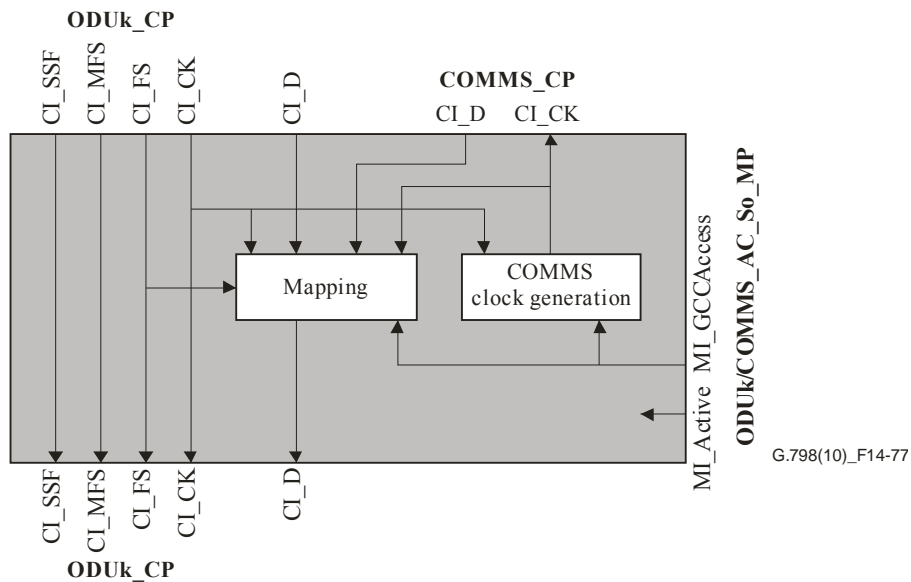 ODUk_CP
CI_SSF
CI_MFS
CI_FS
CI_CK
CI_D
COMMS_CP
CI_D
CI_CK
Mapping
COMMS
clock generation
MI_GCCAccess
MI_Active
ODUk/COMMS_AC_So_MP
G.798(10)_F14-77
CI_SSF
CI_MFS
CI_FS
CI_CK
CI_D
ODUk_CP